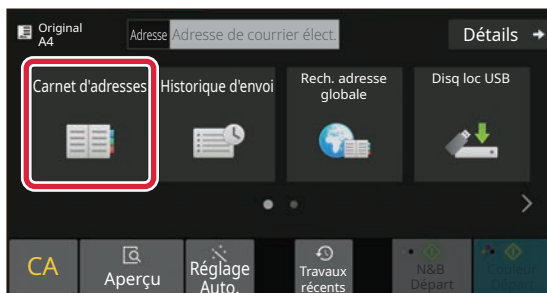 Original
A4
Adresse
Adresse de courrier élect.
Détails
Carnet d'adresses
Historique d'envoi
Rech. adresse
globale
Disq loc USB
CA
Aperçu
Réglage
Auto.
Travaux
récents
N&B
Départ
Couleur
Départ